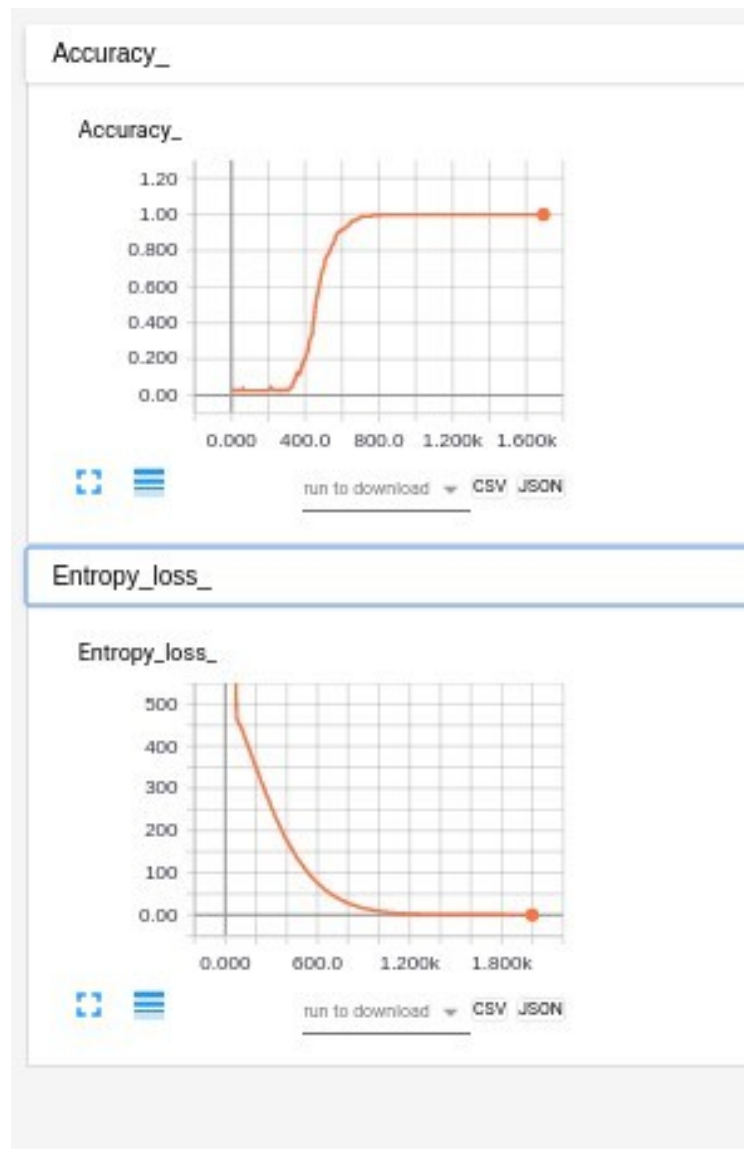 Accuracy_
Accuracy_
1.20
1.00
0.800
0.600
0.400
0.200
0.00
0.000 400.0 800.0 1.200k 1.600k
run to download CSV JSON
Entropy_loss_
Entropy_loss_
500
400
300
200
100
0.00
0.000 600.0 1.200k 1.800k
run to download CSV JSON